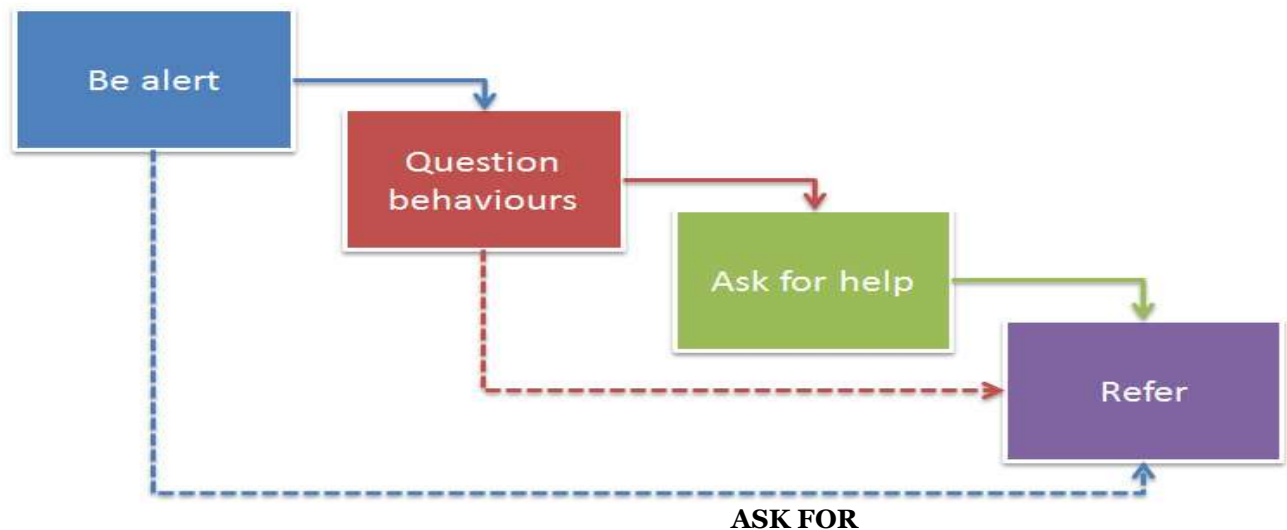 Be alert
Question
behaviours
Ask for help
Refer
ASK FOR